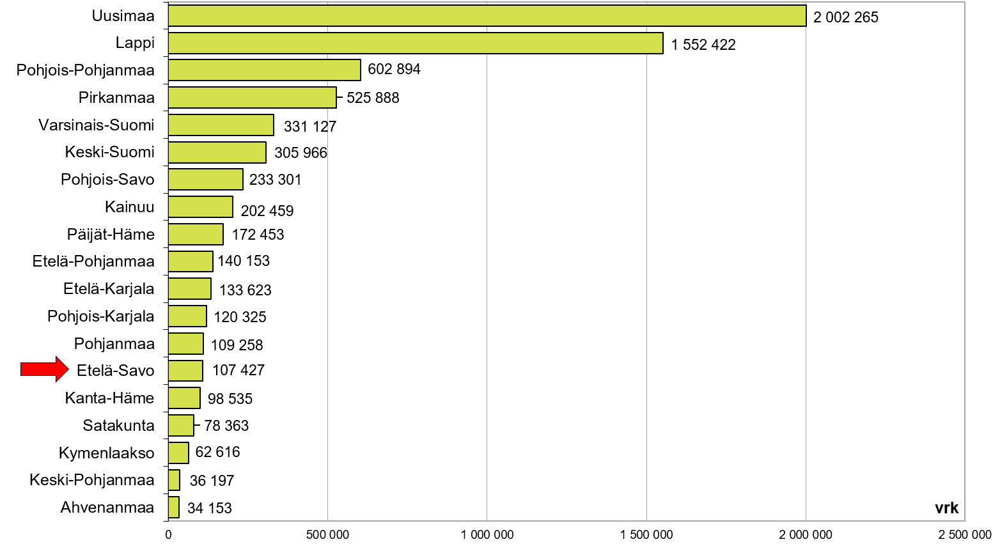 Uusimaa 2 002 265
Lappi 1 552 422
Pohjois-Pohjanmaa 602 894
Pirkanmaa 525 888
Varsinais-Suomi 331 127
Keski-Suomi 305 966
Pohjois-Savo 233 301
Kainuu 202 459
Päijät-Häme 172 453
Etelä-Pohjanmaa 140 153
Etelä-Karjala 133 623
Pohjois-Karjala 120 325
Pohjanmaa 109 258
Etelä-Savo 107 427
Kanta-Häme 98 535
Satakunta 78 363
Kymenlaakso 62 616
Keski-Pohjanmaa 36 197
Ahvenanmaa 34 153
vrk
0 500 000 1 000 000 1 500 000 2 000 000 2 500 000